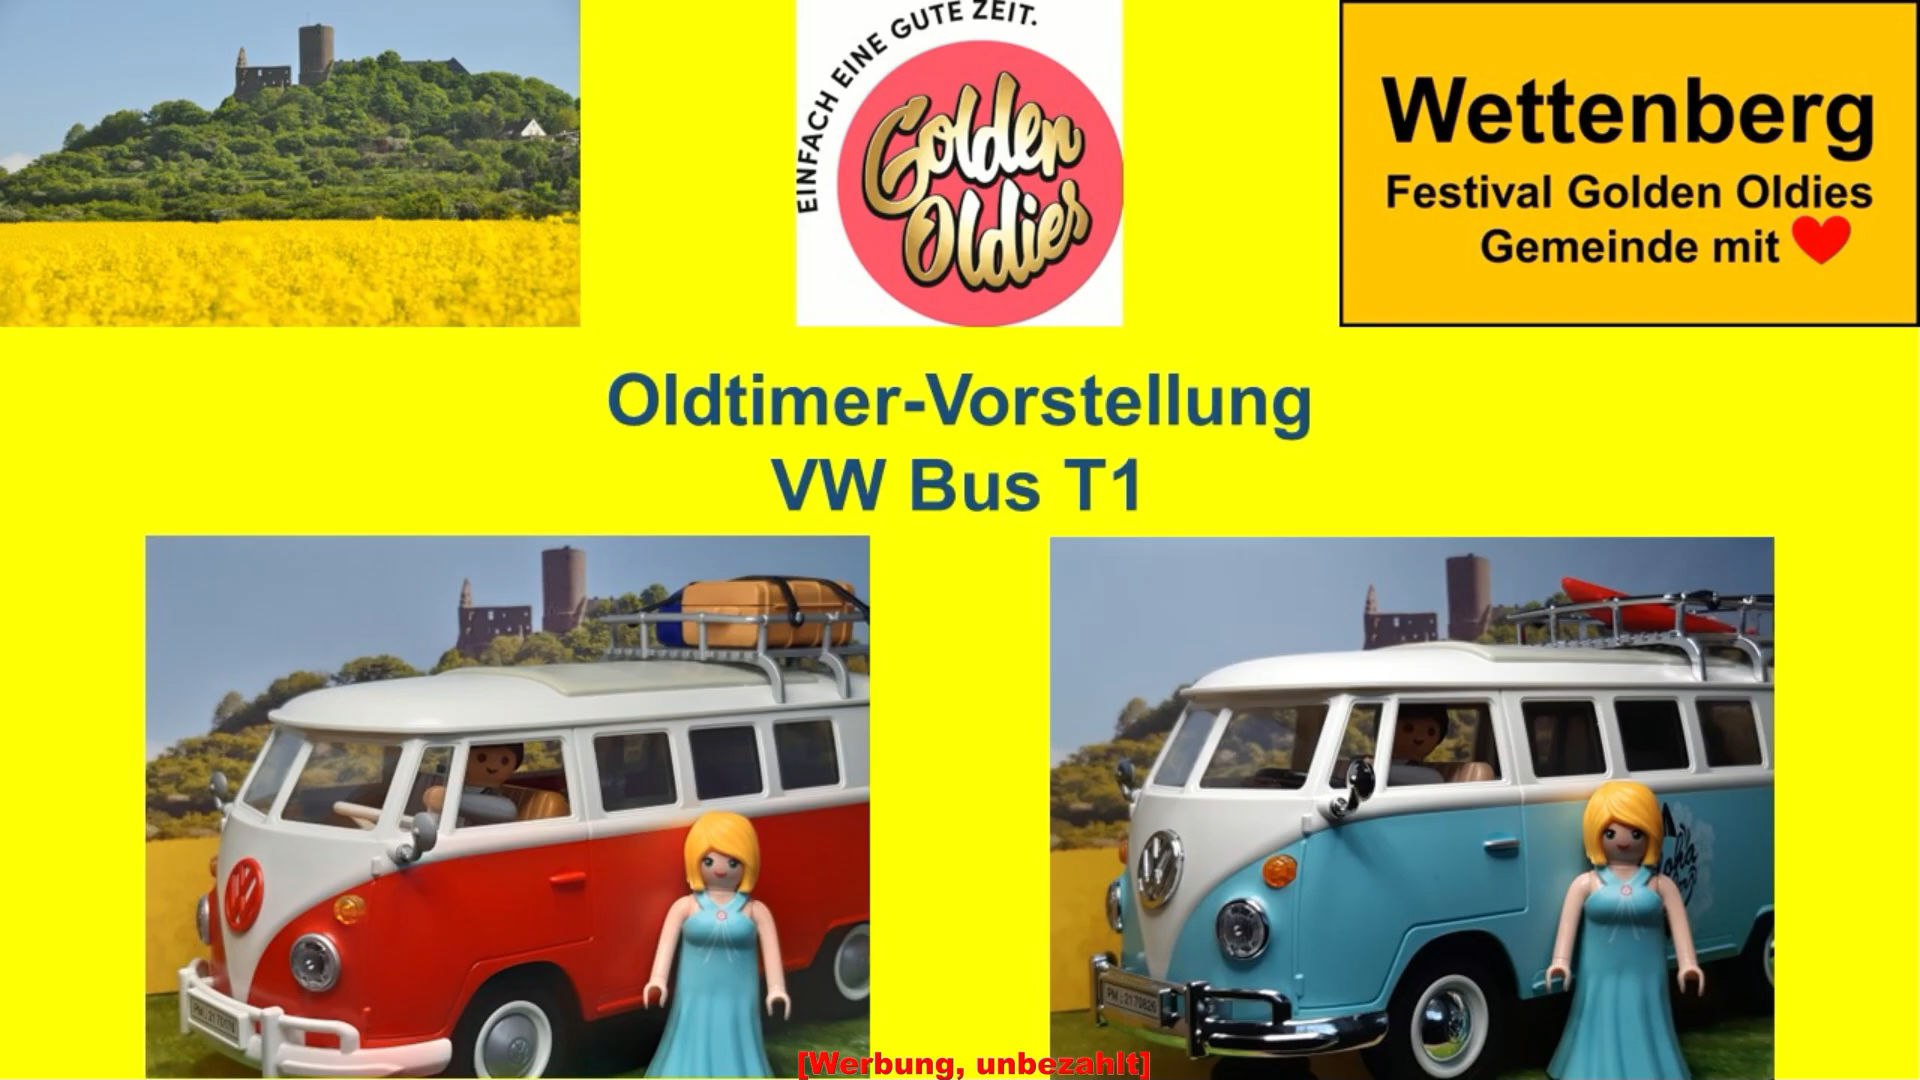 EINFACH EINE GUTE ZEIT.
Golden
Oldies
Wettenberg
Festival Golden Oldies
Gemeinde mit
Oldtimer-Vorstellung
VW Bus T1
[Werbung, unbezahlt]